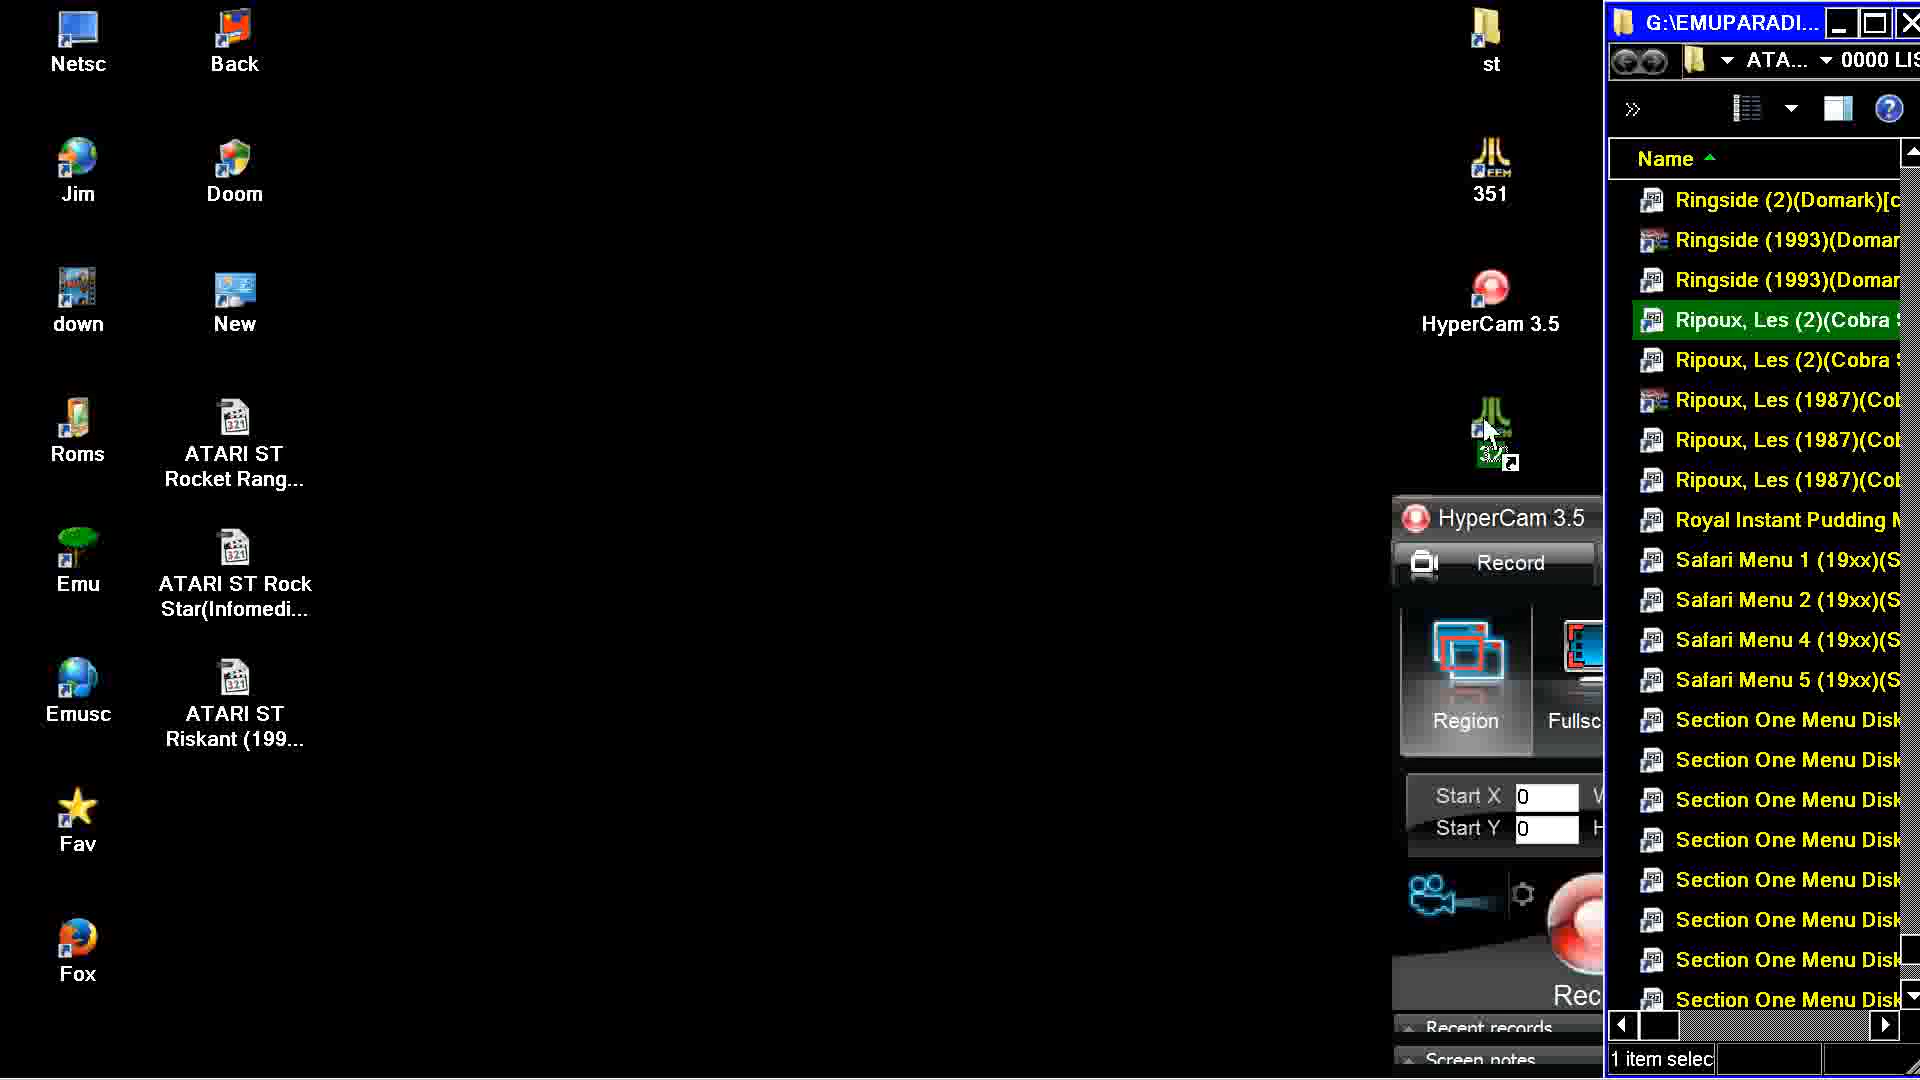 Netsc
Back
Jim
Doom
down
New
Roms
ATARI ST
Rocket Rang...
Emu
ATARI ST Rock
Star(Infomedi...
Emusc
ATARI ST
Riskant (199...
Fav
Fox
st
351
HyperCam 3.5
HyperCam 3.5
Record
Region
Fullsc
Start X 0
Start Y 0
Rec
Recent records
Screen notes
G:\EMUPARADI...
ATA... 0000 LIS
Name
Ringside (2)(Domark)[c
Ringside (1993)(Domar
Ringside (1993)(Domar
Ripoux, Les (2)(Cobra
Ripoux, Les (2)(Cobra
Ripoux, Les (1987)(Col
Ripoux, Les (1987)(Col
Ripoux, Les (1987)(Col
Royal Instant Pudding
Safari Menu 1 (19xx)(S
Safari Menu 2 (19xx)(S
Safari Menu 4 (19xx)(S
Safari Menu 5 (19xx)(S
Section One Menu Disk
Section One Menu Disk
Section One Menu Disk
Section One Menu Disk
Section One Menu Disk
Section One Menu Disk
Section One Menu Disk
Section One Menu Disk
1 item selec